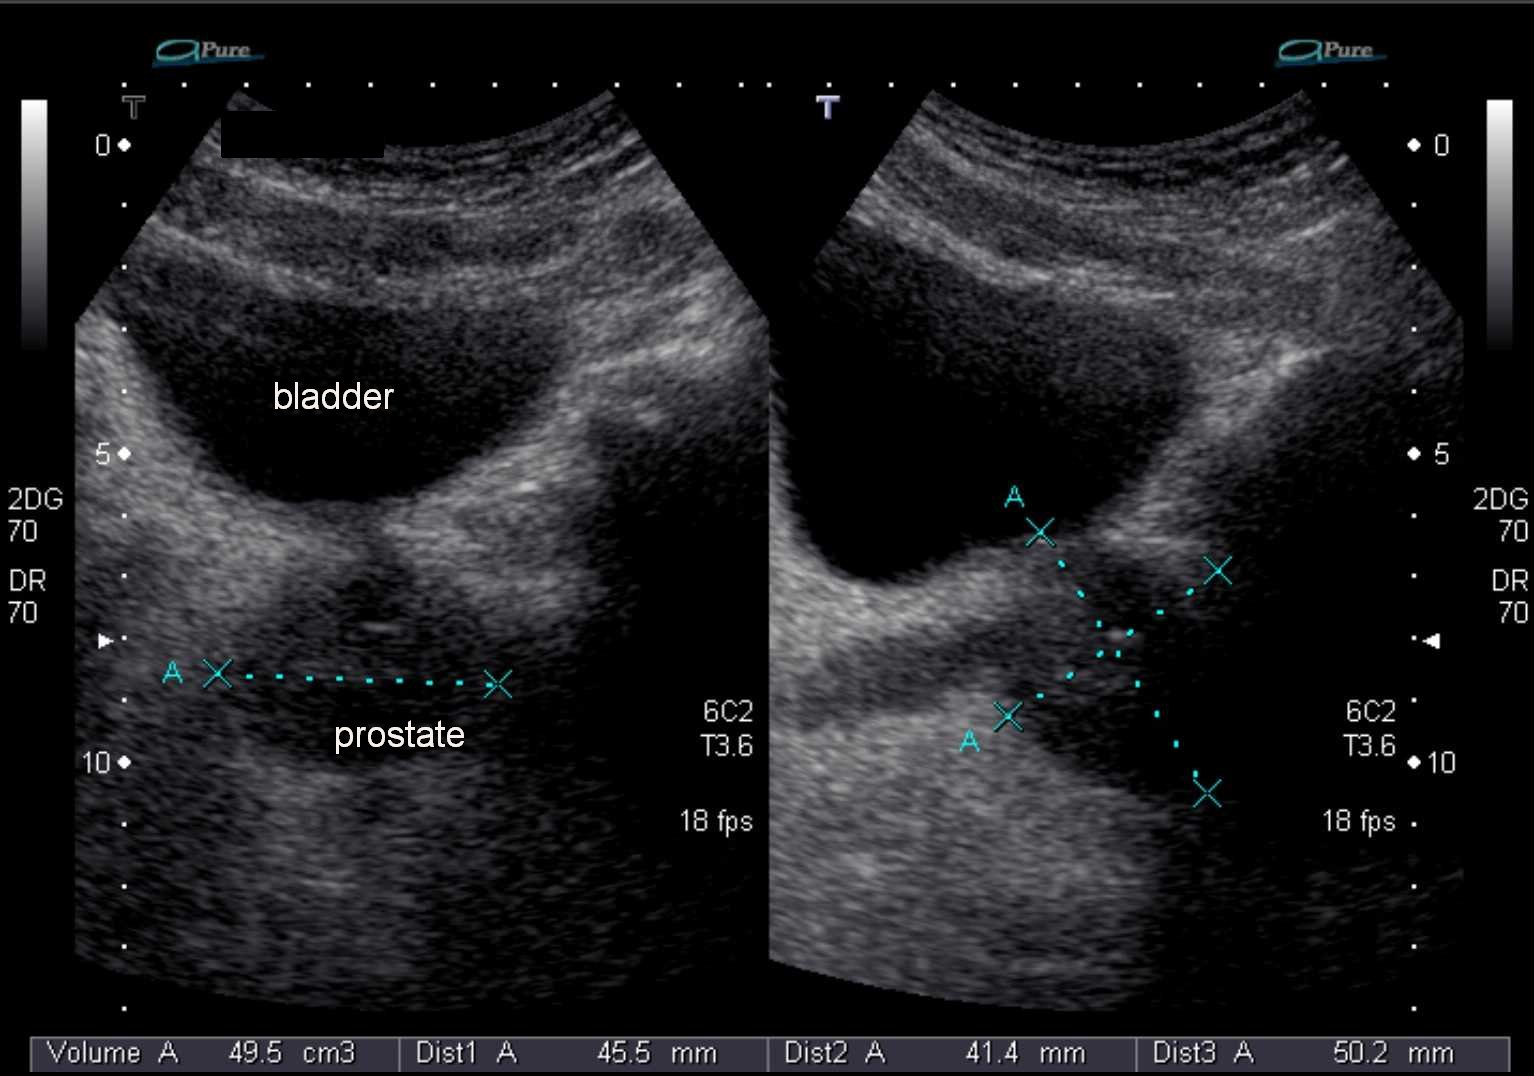 aPure
aPure
T
T
0
0
bladder
5
5
2DG
70
DR
70
2DG
70
DR
70
A
A
A
prostate
6C2
T3.6
6C2
T3.6
10
10
18 fps
18 fps
Volume A 49.5 cm3 Dist1 A 45.5 mm Dist2 A 41.4 mm Dist3 A 50.2 mm